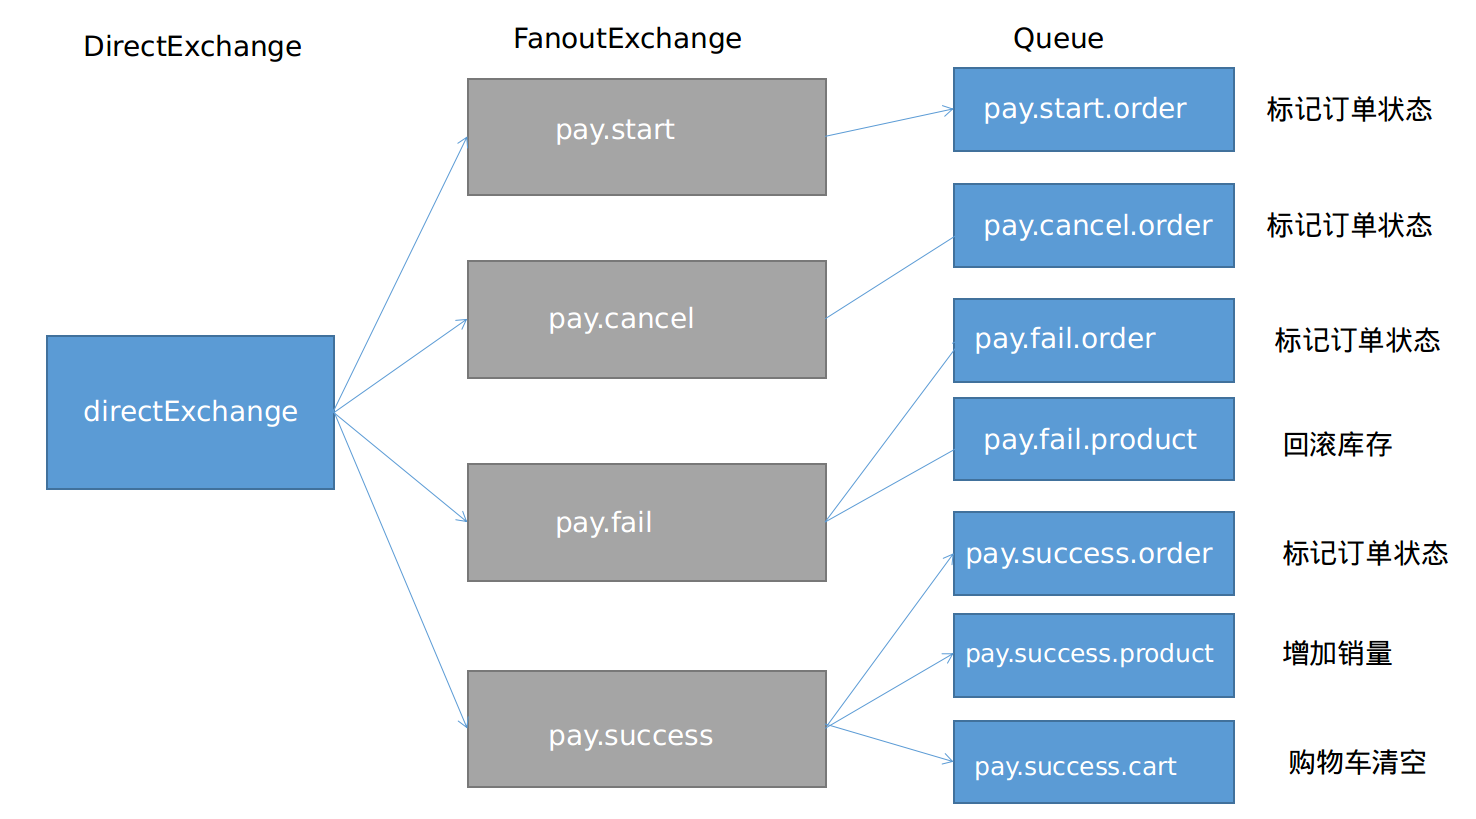 DirectExchange
FanoutExchange
Queue
directExchange
pay.start
pay.cancel
pay.fail
pay.success
pay.start.order
标记订单状态
pay.cancel.order
标记订单状态
pay.fail.order
标记订单状态
pay.fail.product
回滚库存
pay.success.order
标记订单状态
pay.success.product
增加销量
pay.success.cart
购物车清空